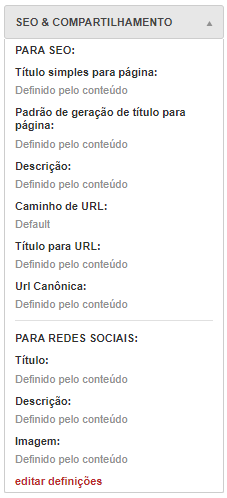 SEO & COMPARTILHAMENTO
PARA SEO:
Título simples para página:
Definido pelo conteúdo
Padrão de geração de título para
página:
Definido pelo conteúdo
Descrição:
Definido pelo conteúdo
Caminho de URL:
Default
Título para URL:
Definido pelo conteúdo
Url Canônica:
Definido pelo conteúdo
PARA REDES SOCIAIS:
Título:
Definido pelo conteúdo
Descrição:
Definido pelo conteúdo
Imagem:
Definido pelo conteúdo
editar definições